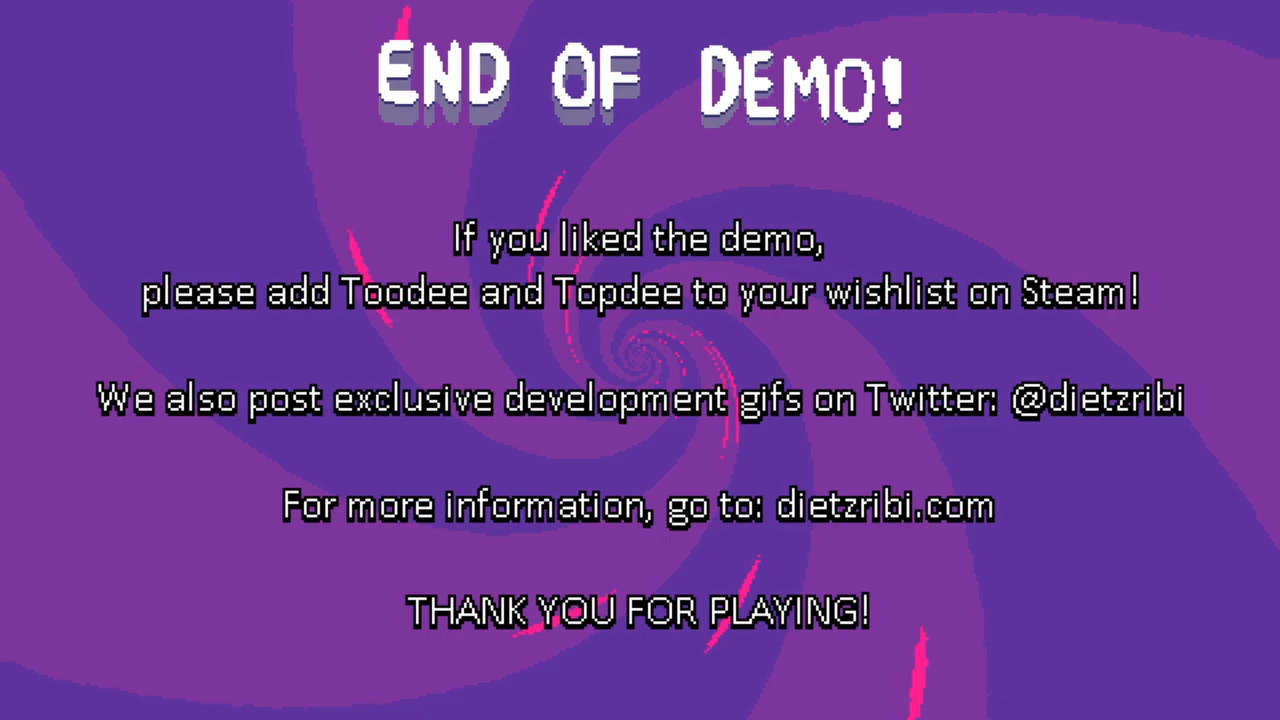 END OF DEMO!
If you liked the demo,
please add Toodee and Topdee to your wishlist on Steam!
We also post exclusive development gifs on Twitter: @dietzribi
For more information, go to: dietzribi.com
THANK YOU FOR PLAYING!